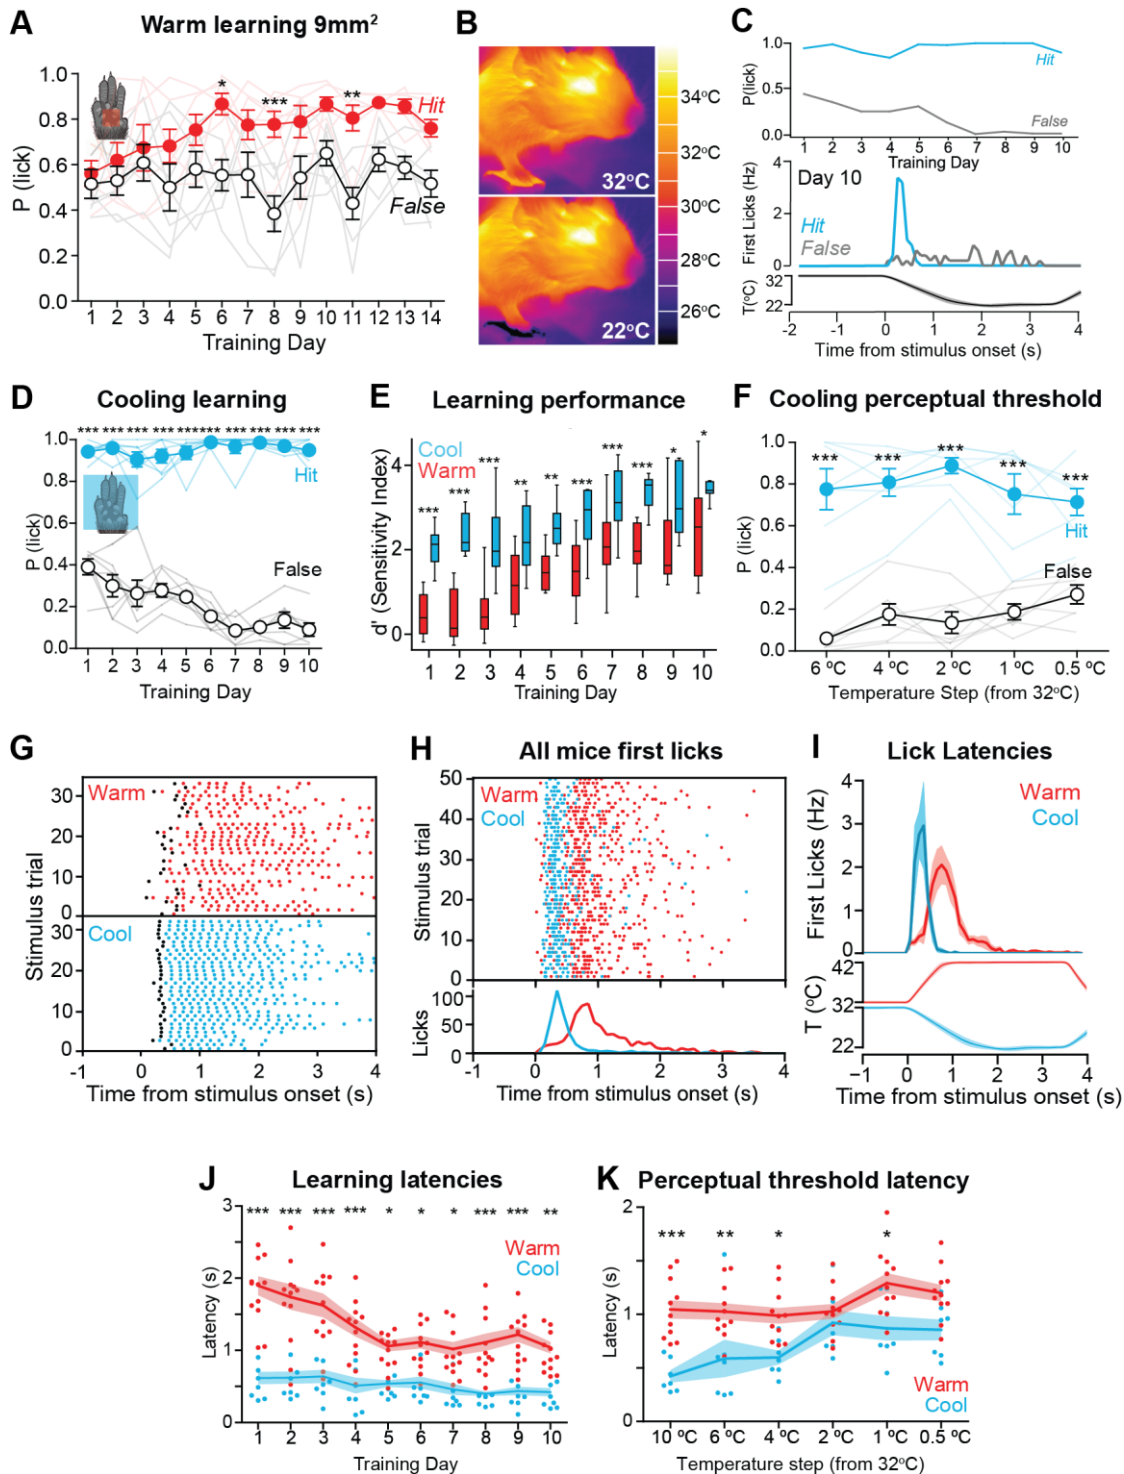 A
Warm learning 9mm²
P (lick)
1.0
0.8
0.6
0.4
0.2
0.0
* *** **
Hit
False
1 2 3 4 5 6 7 8 9 10 11 12 13 14
Training Day
B
32°C
22°C
34°C
32°C
30°C
28°C
26°C
C
P(lick)
1.0
0.0
Hit
False
1 2 3 4 5 6 7 8 9 10
Training Day
Day 10
First Licks (Hz)
4
2
0
Hit
False
T(°C)
32
22
-2 -1 0 1 2 3 4
Time from stimulus onset (s)
D
Cooling learning
*** *** *** *** *** *** *** *** *** ***
P (lick)
1.0
0.8
0.6
0.4
0.2
0.0
Hit
False
1 2 3 4 5 6 7 8 9 10
Training Day
E
Learning performance
d' (Sensitivity Index)
4
2
0
Cool
Warm
*** *** *** ** ** *** *** *** * *
1 2 3 4 5 6 7 8 9 10
Training Day
F
Cooling perceptual threshold
P (lick)
1.0
0.8
0.6
0.4
0.2
0.0
*** *** *** *** ***
Hit
False
6 ºC 4 ºC 2 ºC 1 ºC 0.5 ºC
Temperature Step (from 32°C)
G
Stimulus trial
30
20
10
0
Warm
30
20
10
0
Cool
-1 0 1 2 3 4
Time from stimulus onset (s)
H
All mice first licks
Stimulus trial
50
40
30
20
10
0
Warm
Cool
Licks
100
50
0
-1 0 1 2 3 4
Time from stimulus onset (s)
I
Lick Latencies
First Licks (Hz)
4
3
2
1
0
Warm
Cool
T (°C)
42
32
22
−1 0 1 2 3 4
Time from stimulus onset (s)
J
Learning latencies
Latency (s)
3
2
1
0
*** *** *** *** * * * *** *** **
Warm
Cool
1 2 3 4 5 6 7 8 9 10
Training Day
K
Perceptual threshold latency
Latency (s)
2
1
0
*** ** * *
Warm
Cool
10 ºC 6 ºC 4 ºC 2 ºC 1 ºC 0.5 ºC
Temperature step (from 32°C)